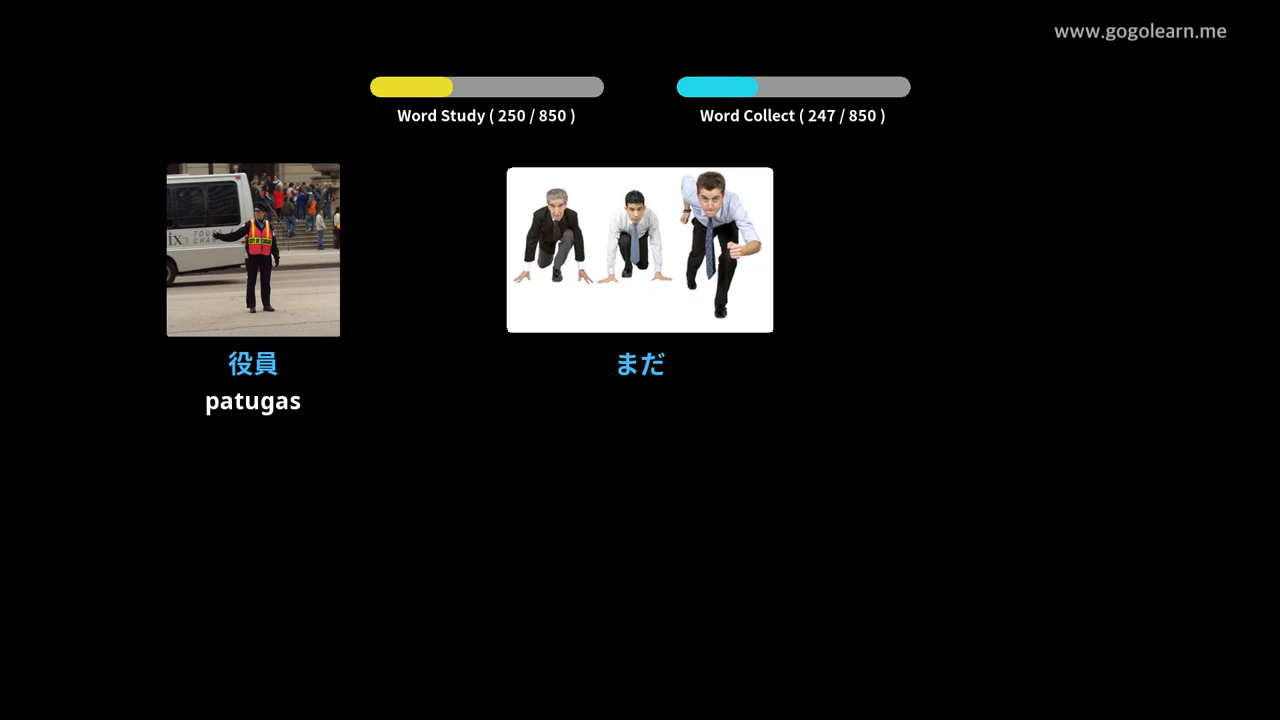 www.gogolearn.me
Word Study ( 250 / 850 )
Word Collect ( 247 / 850 )
役員
patugas
まだ